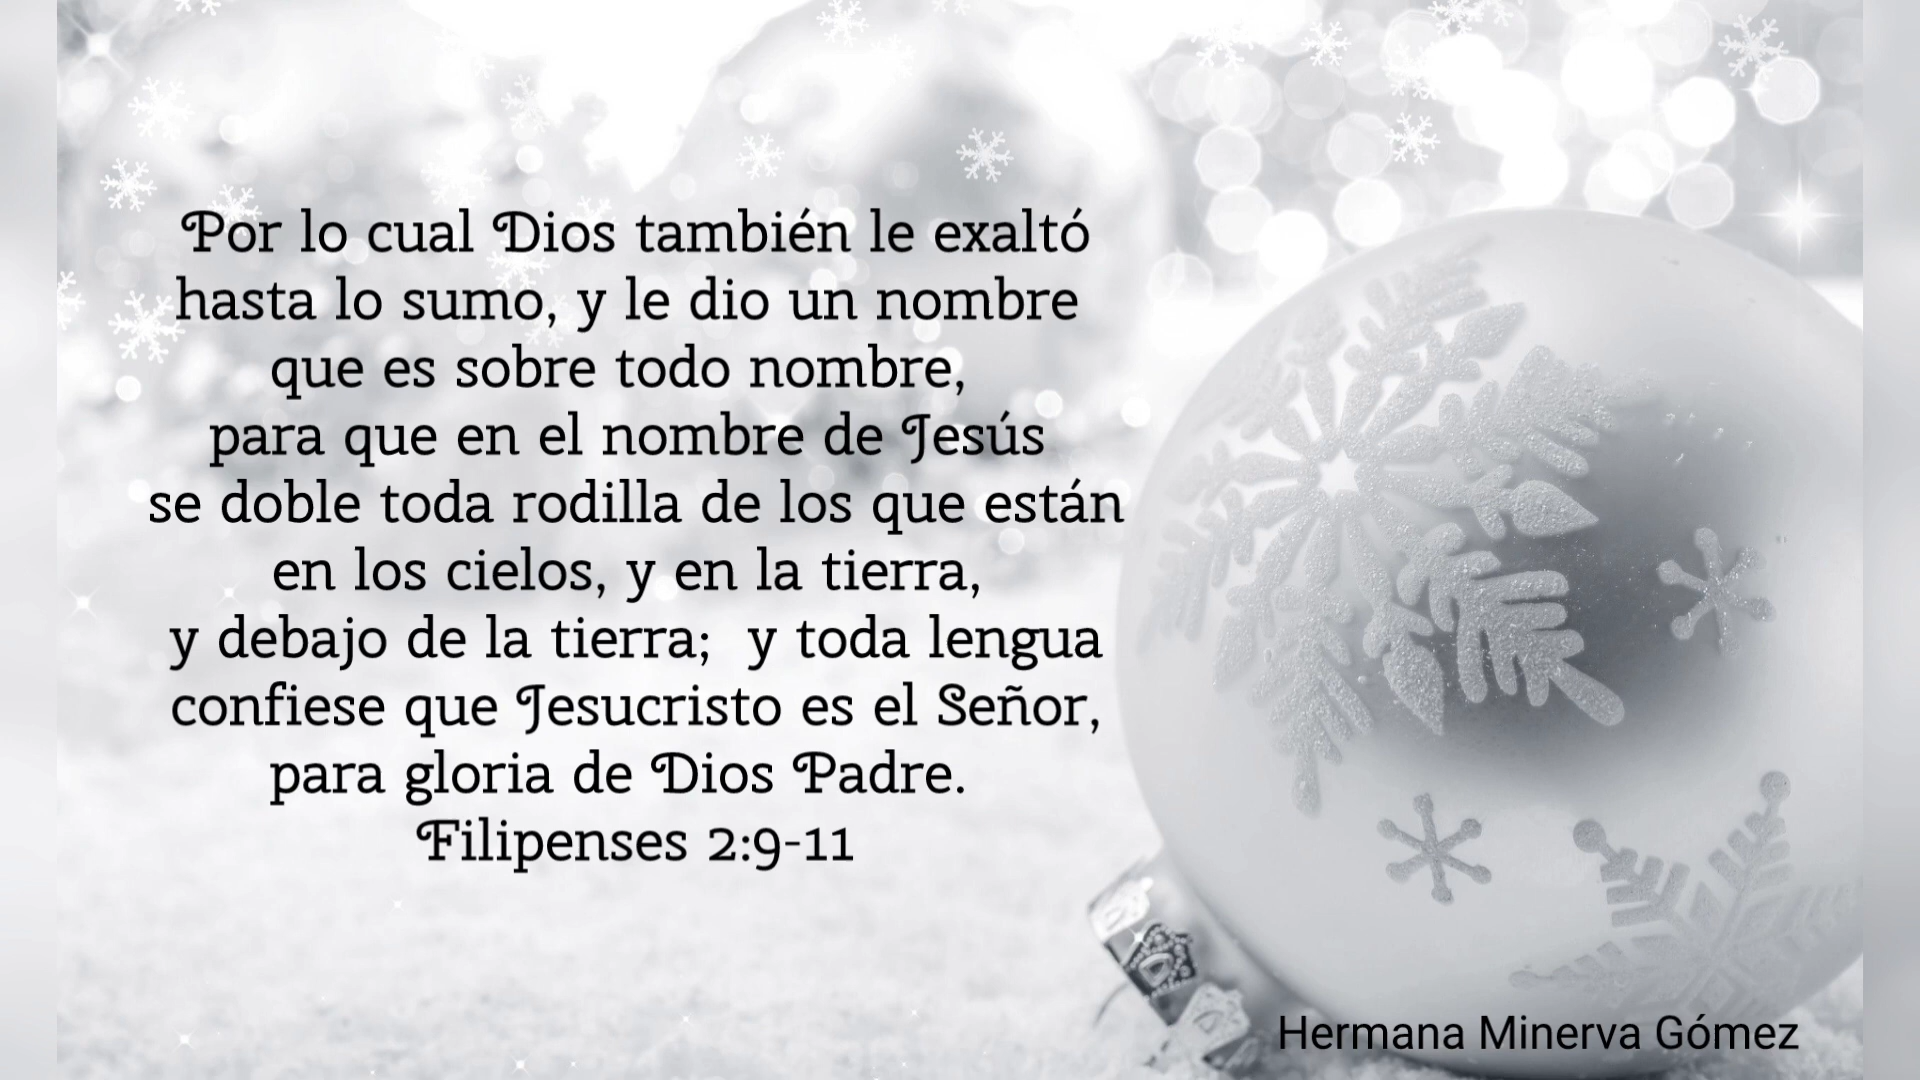 Por lo cual Dios también le exaltó
hasta lo sumo, y le dio un nombre
que es sobre todo nombre,
para que en el nombre de Jesús
se doble toda rodilla de los que están
en los cielos, y en la tierra,
y debajo de la tierra;  y toda lengua
confiese que Jesucristo es el Señor,
para gloria de Dios Padre.
Filipenses 2:9-11
Hermana Minerva Gómez